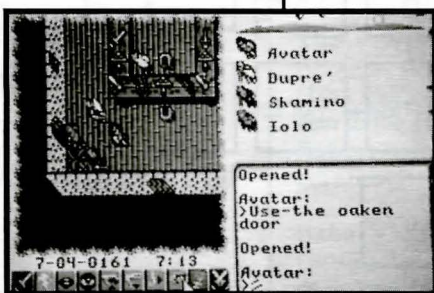 Avatar
Dupre'
Shamino
Iolo
Opened!
Avatar:
>Use-the oaken
door
Opened!
Avatar:
>
7-04-0161 7:13